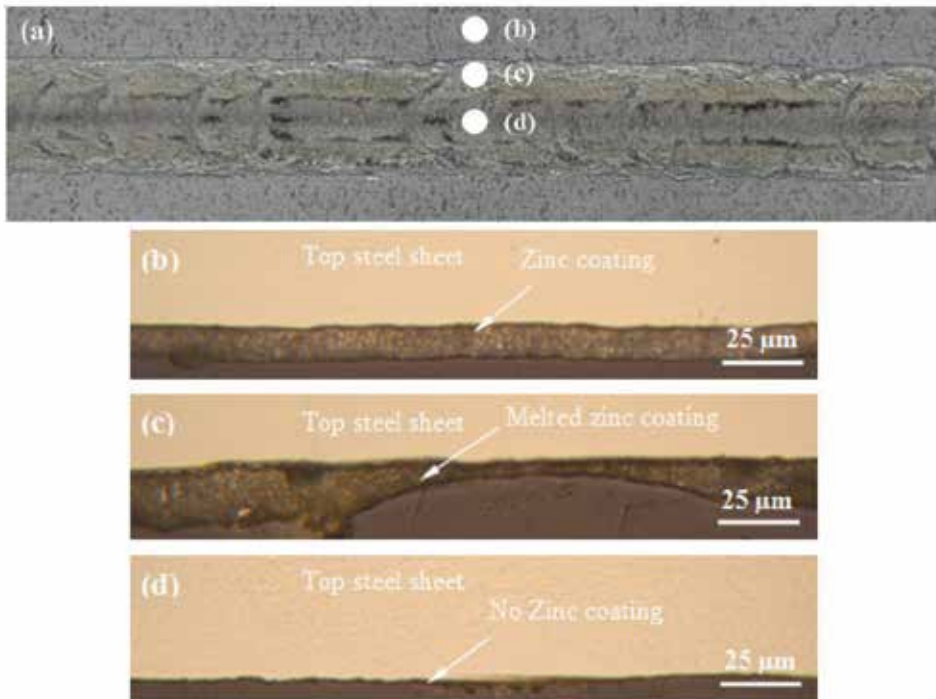 (a)
(b)
(c)
(d)
(b)
Top steel sheet
Zinc coating
25 μm
(c)
Top steel sheet
Melted zinc coating
25 μm
(d)
Top steel sheet
No Zinc coating
25 μm